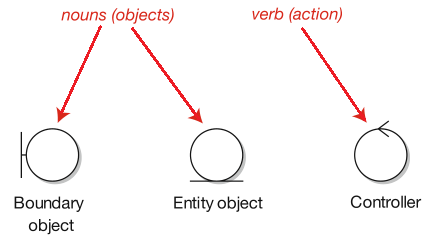 nouns (objects)
verb (action)
Boundary
object
Entity object
Controller